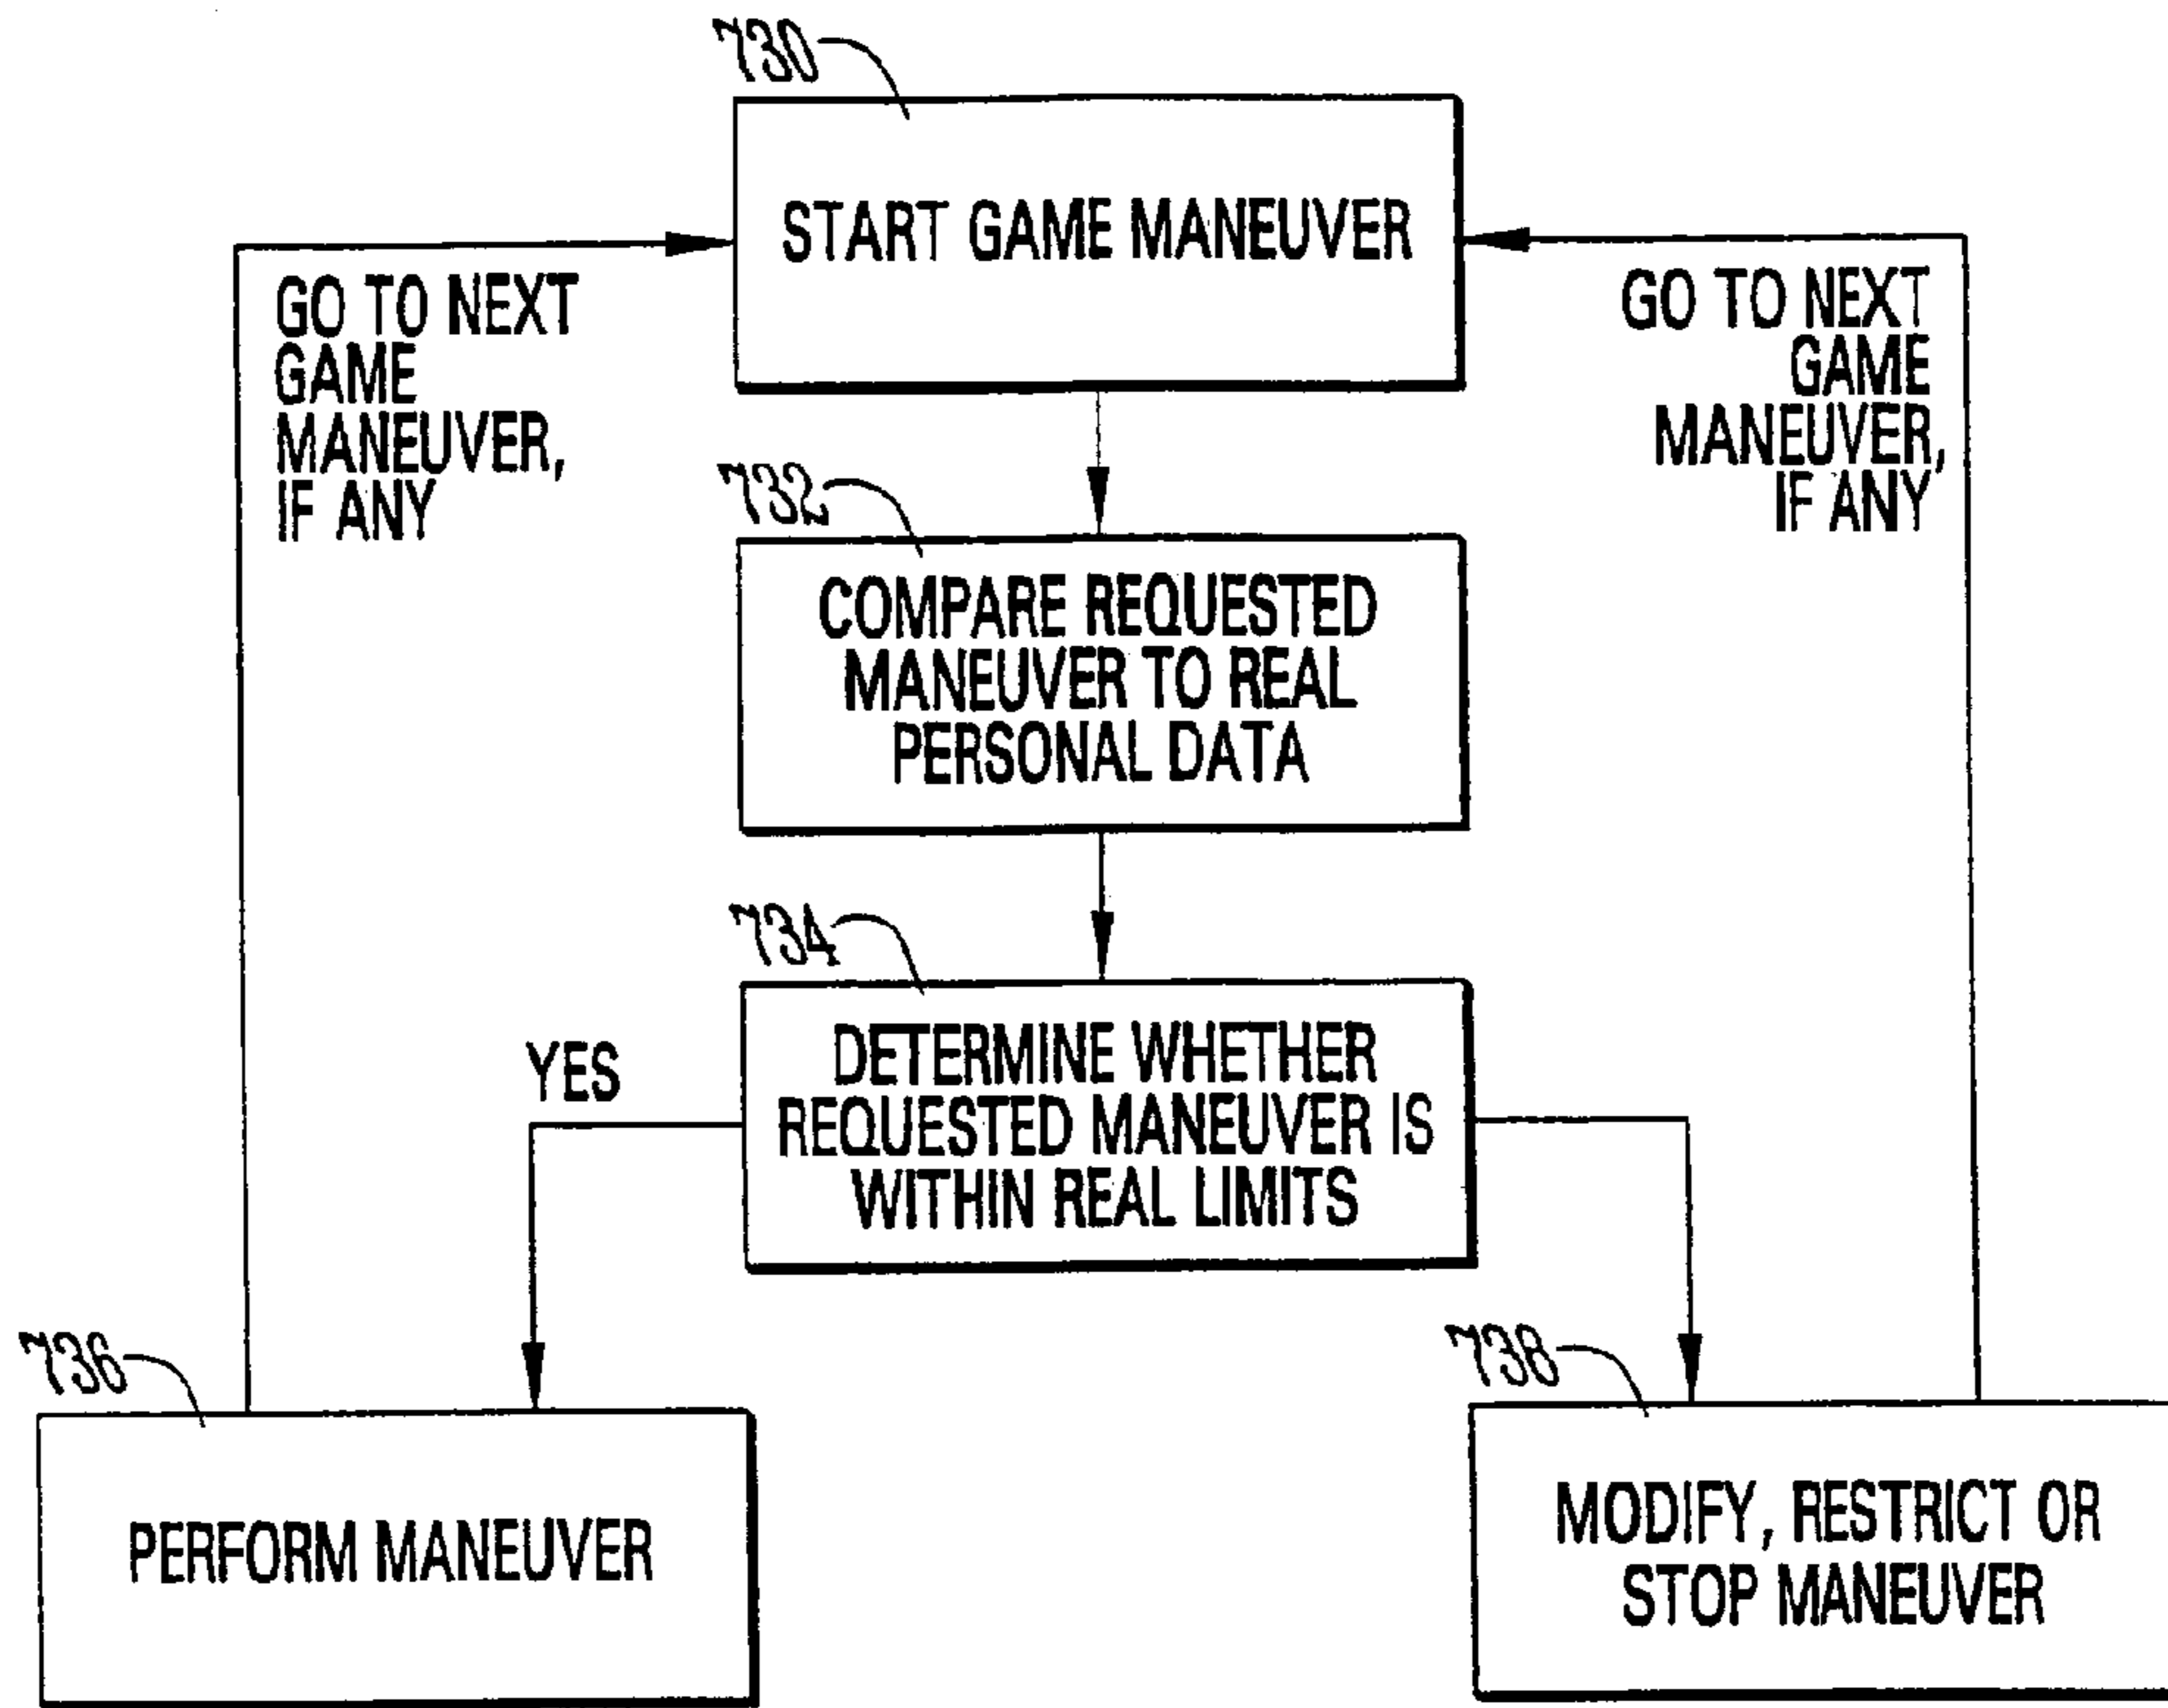 730
START GAME MANEUVER
GO TO NEXT
GAME
MANEUVER,
IF ANY
GO TO NEXT
GAME
MANEUVER,
IF ANY
732
COMPARE REQUESTED
MANEUVER TO REAL
PERSONAL DATA
734
DETERMINE WHETHER
REQUESTED MANEUVER IS
WITHIN REAL LIMITS
YES
736
PERFORM MANEUVER
738
MODIFY, RESTRICT OR
STOP MANEUVER